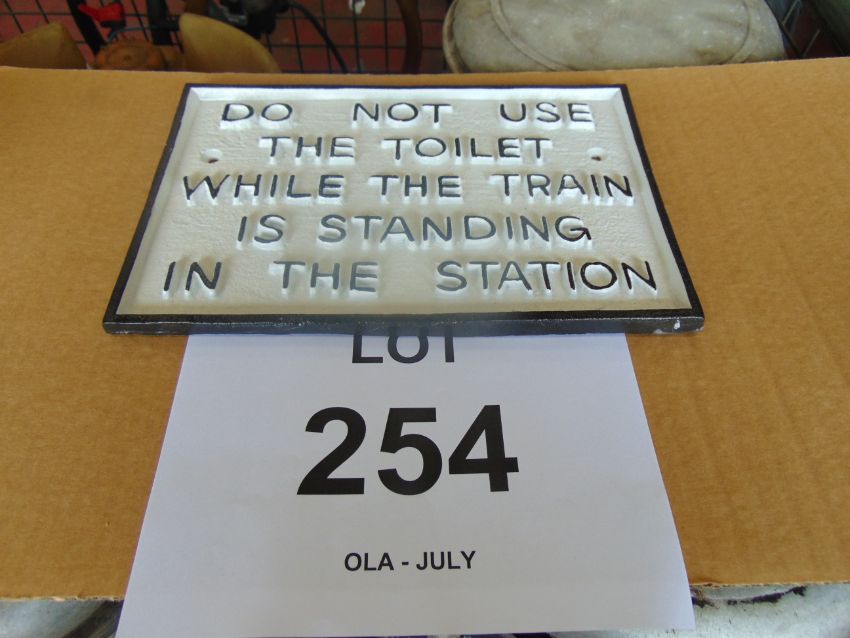 DO NOT USE
THE TOILET
WHILE THE TRAIN
IS STANDING
IN THE STATION
LOT
254
OLA - JULY